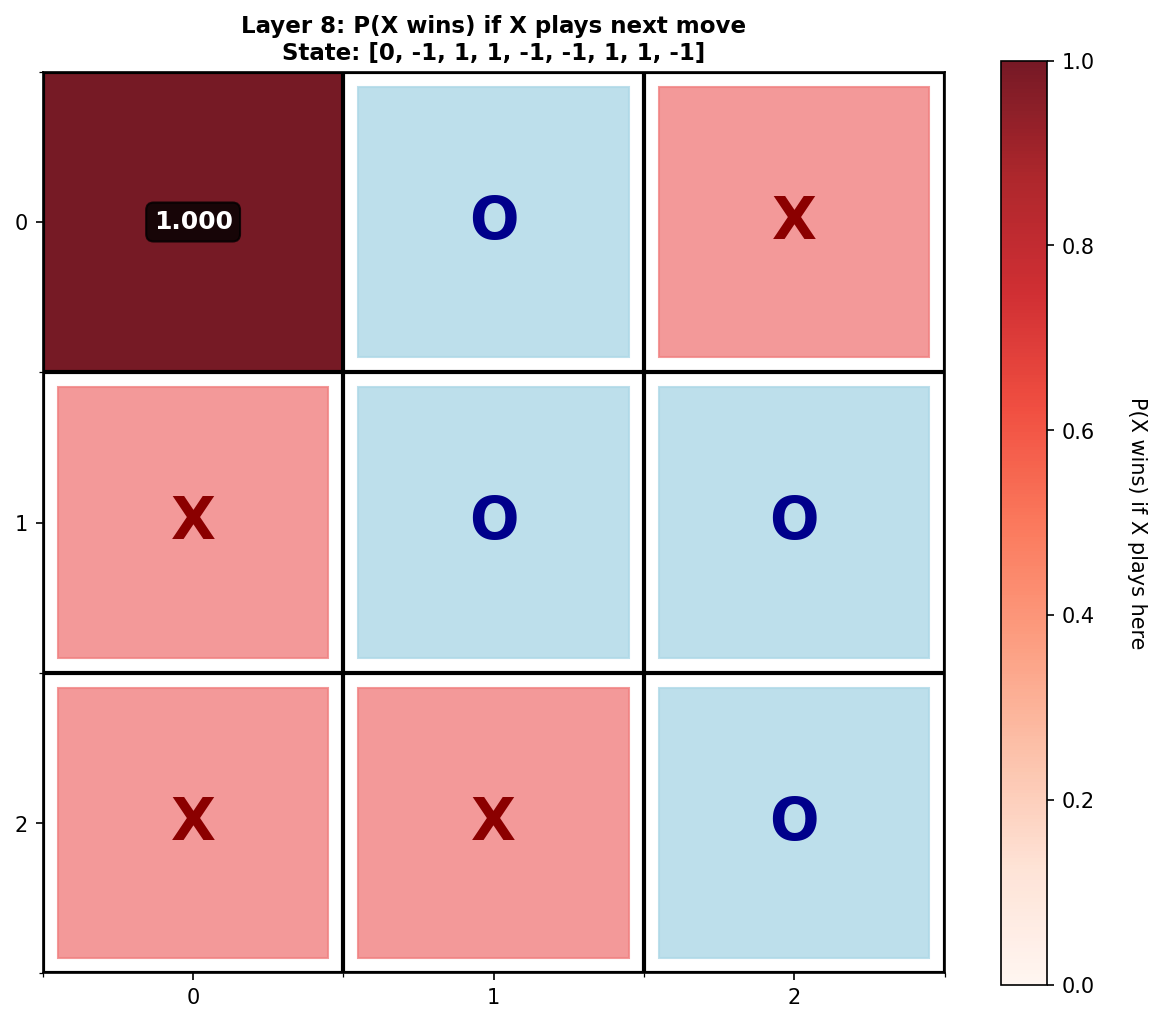 Layer 8: P(X wins) if X plays next move
State: [0, -1, 1, 1, -1, -1, 1, 1, -1]
1.000
O
X
X
O
O
X
X
O
0
1
2
0
1
2
1.0
0.8
0.6
0.4
0.2
0.0
P(X wins) if X plays here